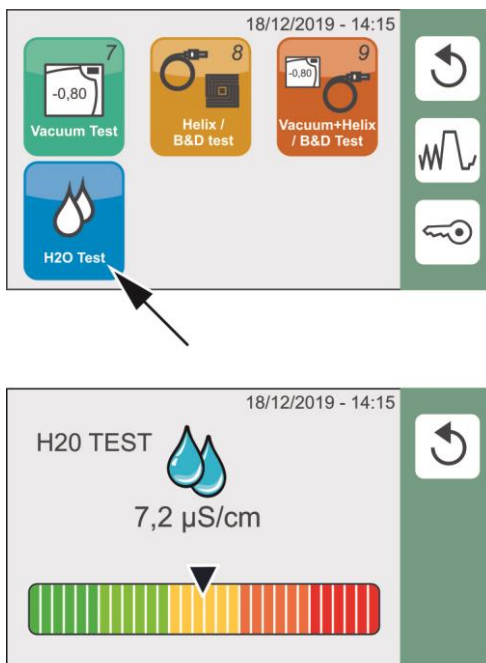 18/12/2019 - 14:15
7
-0,80
Vacuum Test
8
Helix /
B&D test
9
-0,80
Vacuum+Helix
/ B&D Test
H2O Test
18/12/2019 - 14:15
H20 TEST
7,2 µS/cm